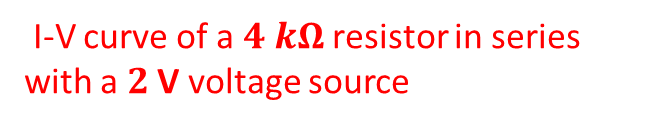 I-V curve of a 4 kΩ resistor in series
with a 2 V voltage source